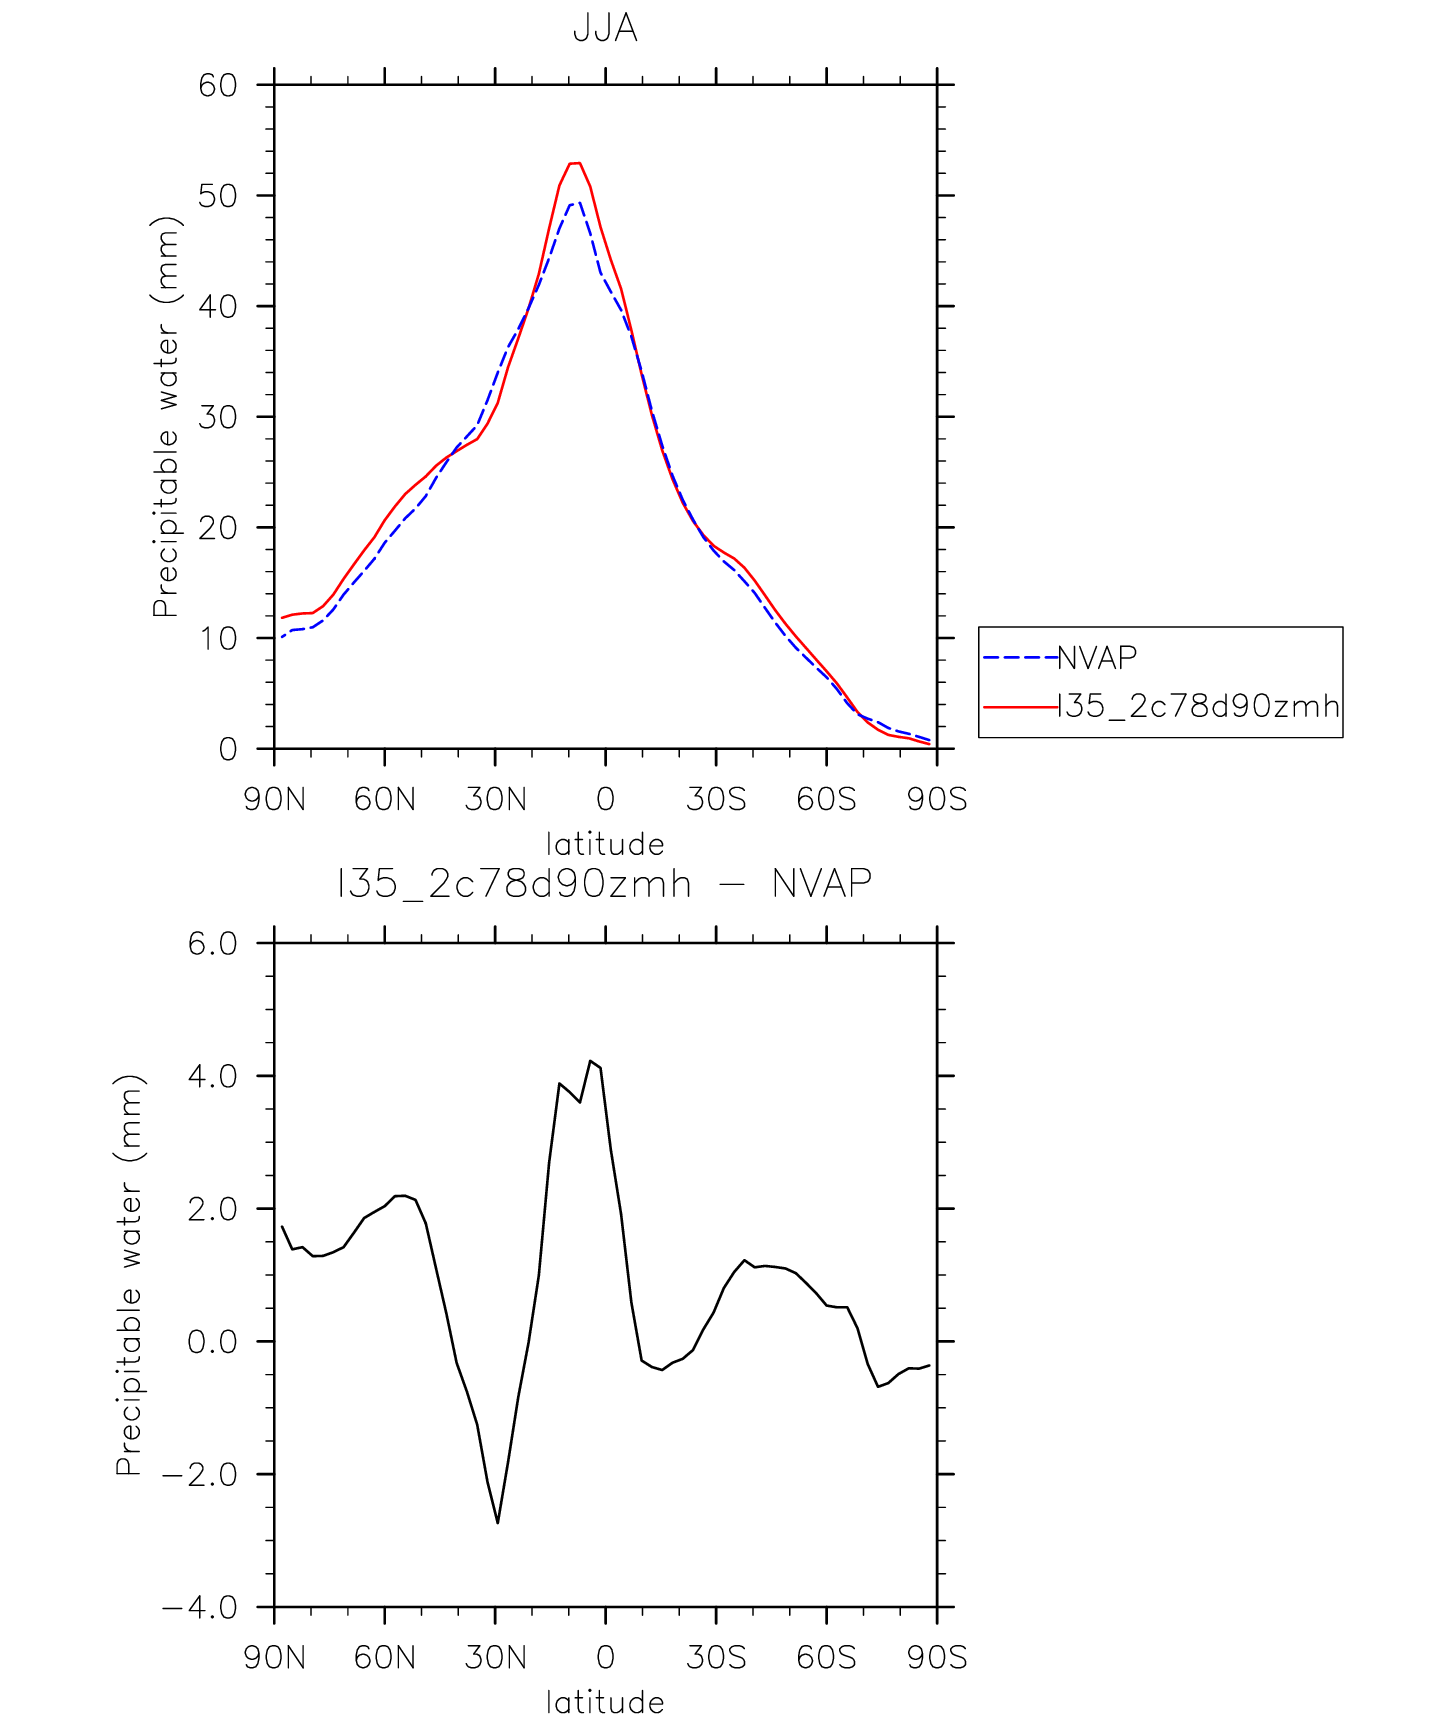 JJA
60
50
40
30
20
10
0
Precipitable water (mm)
90N 60N 30N 0 30S 60S 90S
latitude
NVAP
I35_2c78d90zmh
I35_2c78d90zmh − NVAP
6.0
4.0
2.0
0.0
−2.0
−4.0
Precipitable water (mm)
90N 60N 30N 0 30S 60S 90S
latitude